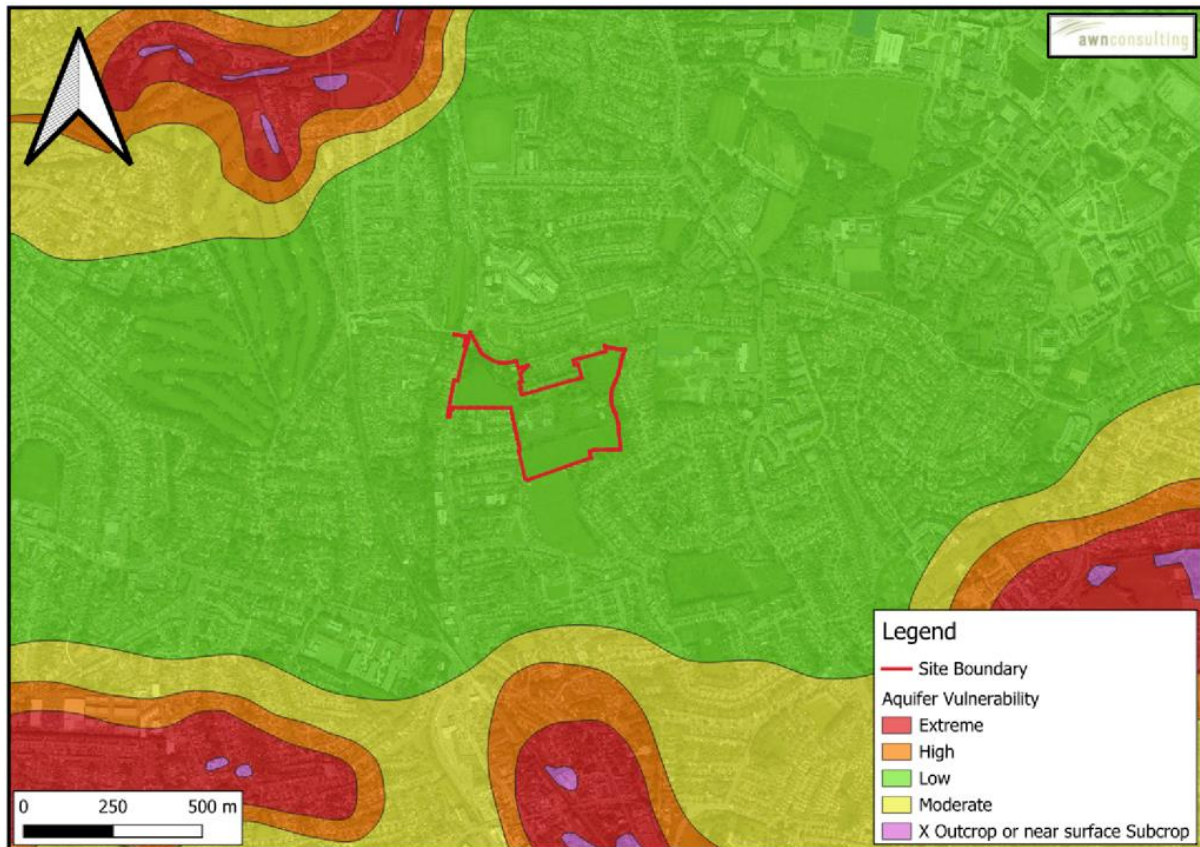 awnconsulting
Legend
Site Boundary
Aquifer Vulnerability
Extreme
High
Low
Moderate
X Outcrop or near surface Subcrop
0 250 500 m